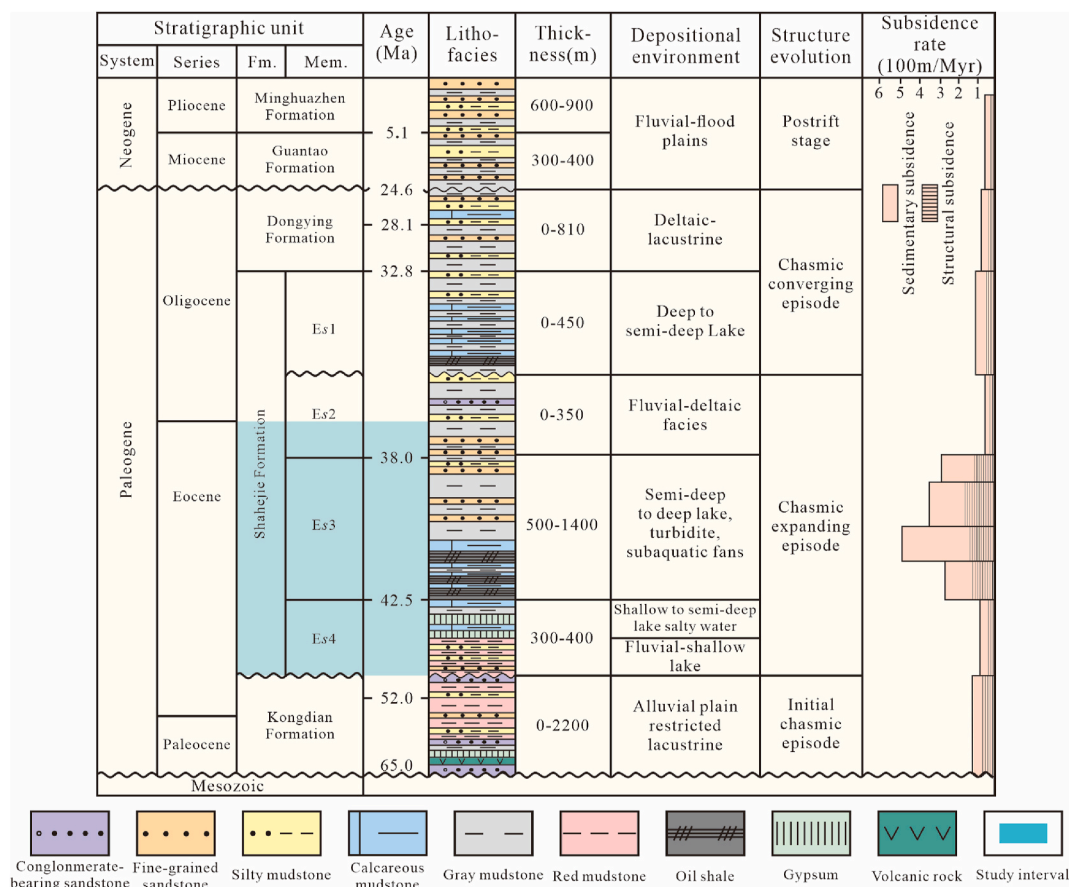 Stratigraphic unit
System
Series
Fm.
Mem.
Age
(Ma)
Litho-
facies
Thick-
ness(m)
Depositional
environment
Structure
evolution
Subsidence
rate
(100m/Myr)
6 5 4 3 2 1
Neogene
Pliocene
Minghuazhen
Formation
5.1
600-900
Fluvial-flood
plains
Postrift
stage
Miocene
Guantao
Formation
300-400
24.6
Paleogene
Oligocene
Dongying
Formation
28.1
0-810
Deltaic-
lacustrine
Chasmic
converging
episode
Sedimentary subsidence
Structural subsidence
32.8
Shahejie Formation
Es1
0-450
Deep to
semi-deep Lake
Es2
0-350
Fluvial-deltaic
facies
38.0
Eocene
Es3
500-1400
Semi-deep
to deep lake,
turbidite,
subaquatic fans
Chasmic
expanding
episode
42.5
Es4
300-400
Shallow to semi-deep
lake salty water
Fluvial-shallow
lake
52.0
Kongdian
Formation
0-2200
Alluvial plain
restricted
lacustrine
Initial
chasmic
episode
Paleocene
65.0
Mesozoic
Conglonmerate-
bearing sandstone
Fine-grained
sandstone
Silty mudstone
Calcareous
mudstone
Gray mudstone
Red mudstone
Oil shale
Gypsum
Volcanic rock
Study interval